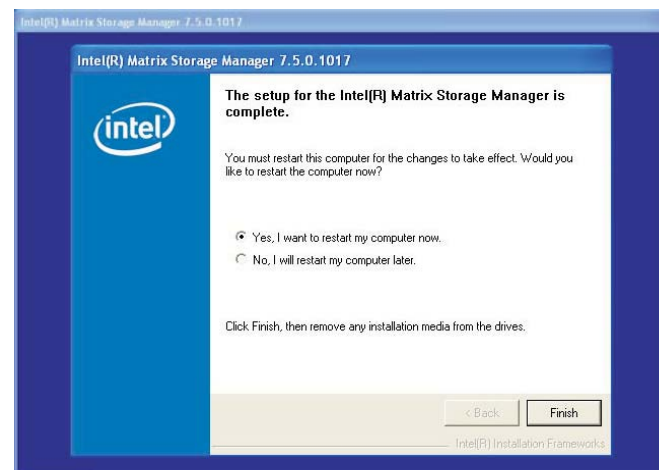 Intel(R) Matrix Storage Manager 7.5.0.1017
Intel(R) Matrix Storage Manager 7.5.0.1017
intel
The setup for the Intel(R) Matrix Storage Manager is
complete.
You must restart this computer for the changes to take effect. Would you
like to restart the computer now?
Yes, I want to restart my computer now.
No, I will restart my computer later.
Click Finish, then remove any installation media from the drives.
< Back Finish
Intel(R) Installation Frameworks